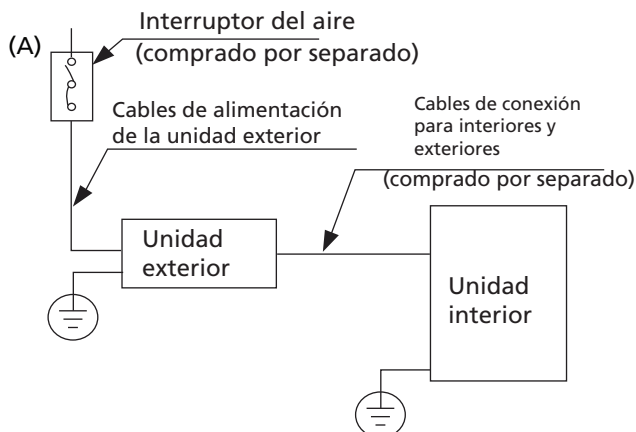 (A)
Interruptor del aire
(comprado por separado)
Cables de alimentación
de la unidad exterior
Cables de conexión
para interiores y
exteriores
(comprado por separado)
Unidad
exterior
Unidad
interior